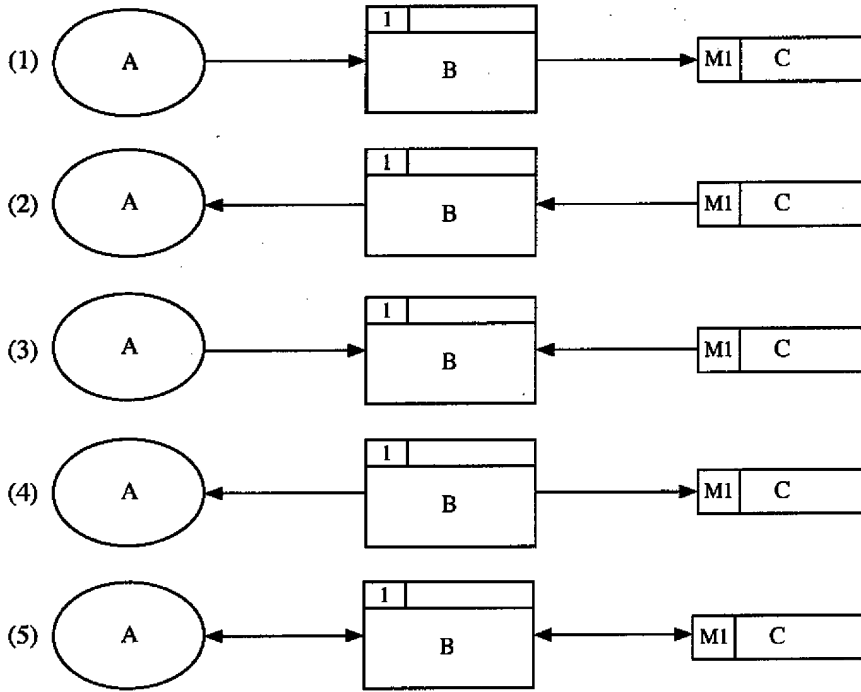 1
(1) A B M1 C
1
(2) A B M1 C
1
(3) A B M1 C
1
(4) A B M1 C
1
(5) A B M1 C